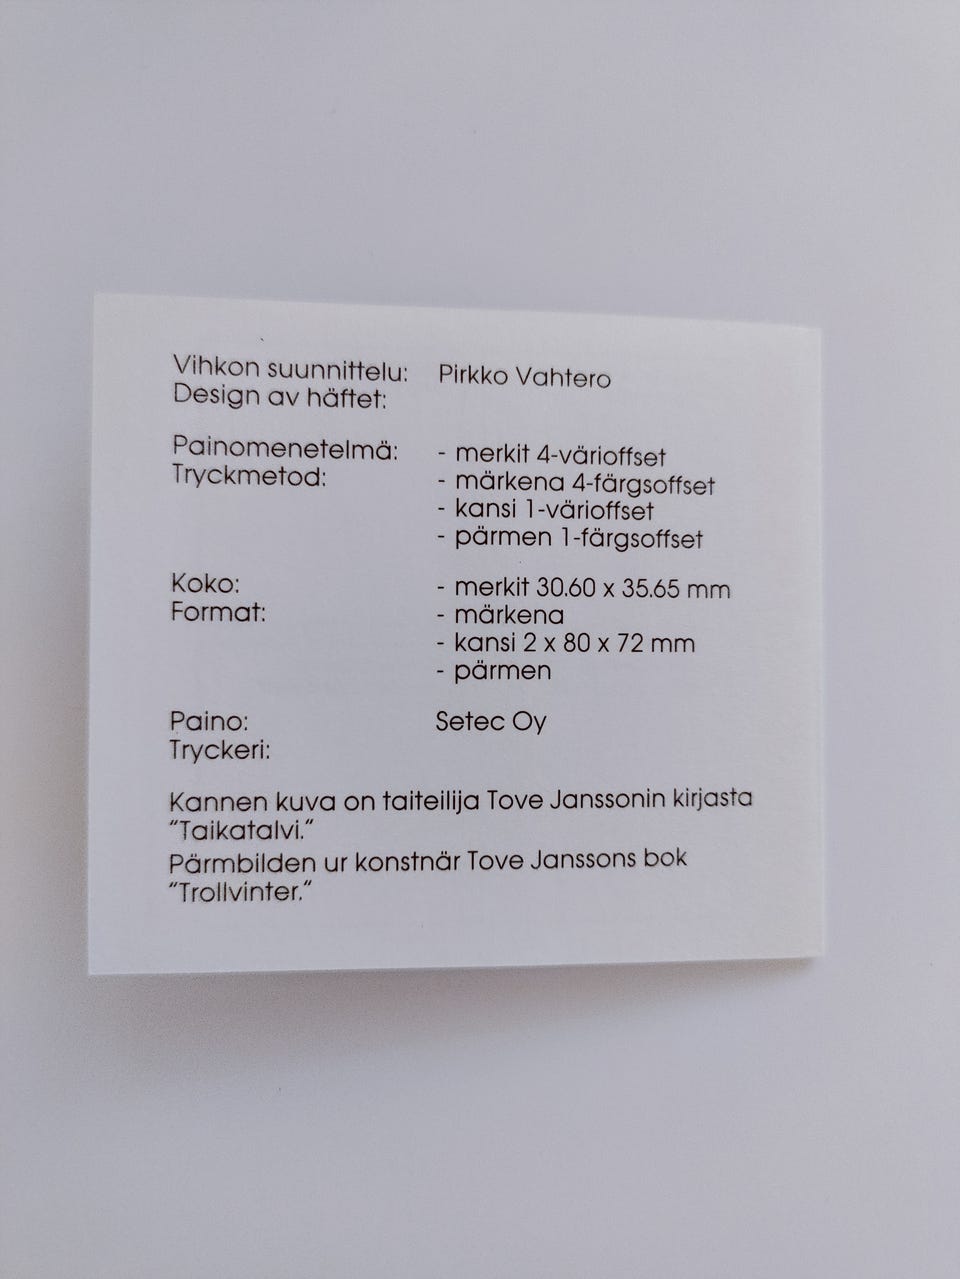 Vihkon suunnittelu: Pirkko Vahtero
Design av häftet:
Painomenetelmä: - merkit 4-värioffset
Tryckmetod: - märkena 4-färgsoffset
- kansi 1-värioffset
- pärmen 1-färgsoffset
Koko: - merkit 30.60 x 35.65 mm
Format: - märkena
- kansi 2 x 80 x 72 mm
- pärmen
Paino: Setec Oy
Tryckeri:
Kannen kuva on taiteilija Tove Janssonin kirjasta
“Taikatalvi.”
Pärmbilden ur konstnär Tove Janssons bok
“Trollvinter.”